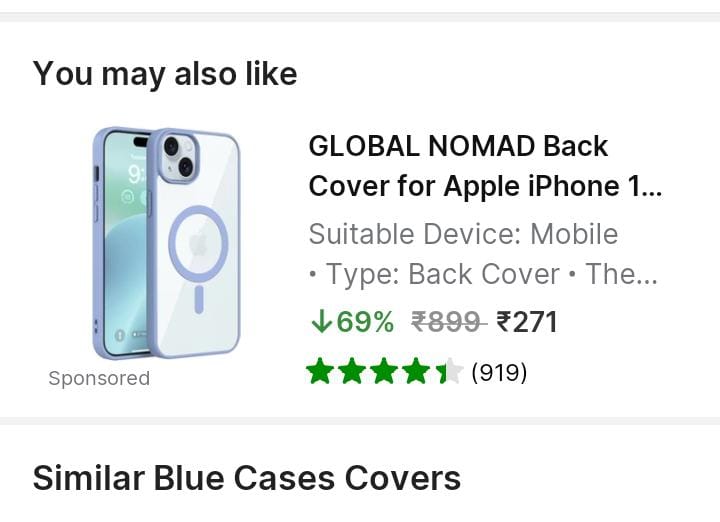 You may also like
GLOBAL NOMAD Back
Cover for Apple iPhone 1...
Suitable Device: Mobile
• Type: Back Cover • The...
↓69% ₹899 ₹271
(919)
Sponsored
Similar Blue Cases Covers